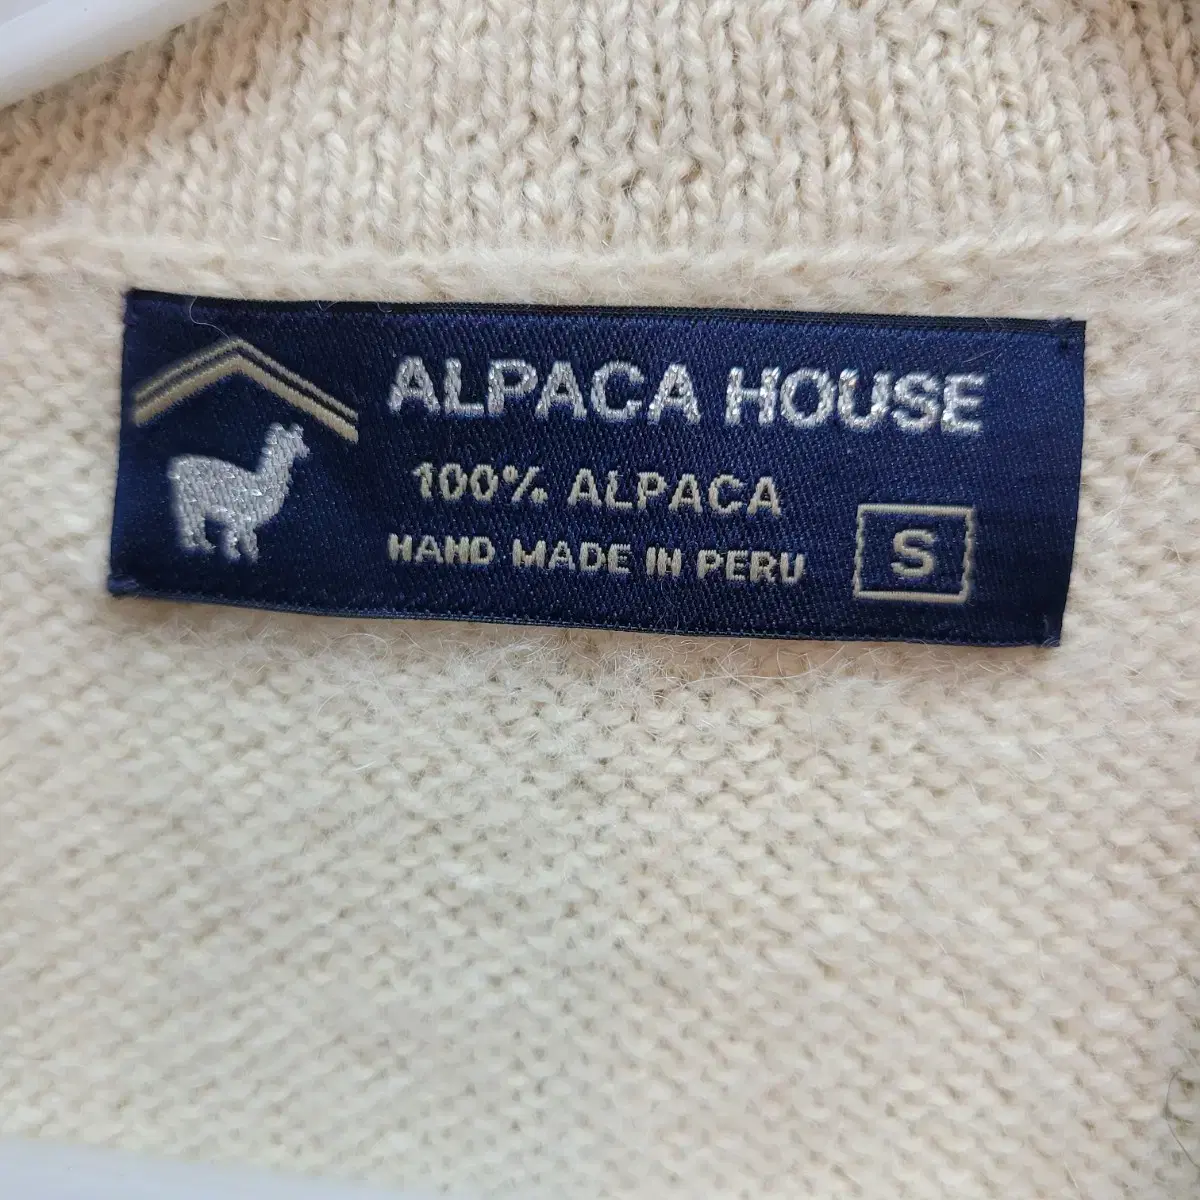 ALPACA HOUSE
100% ALPACA
HAND MADE IN PERU
S